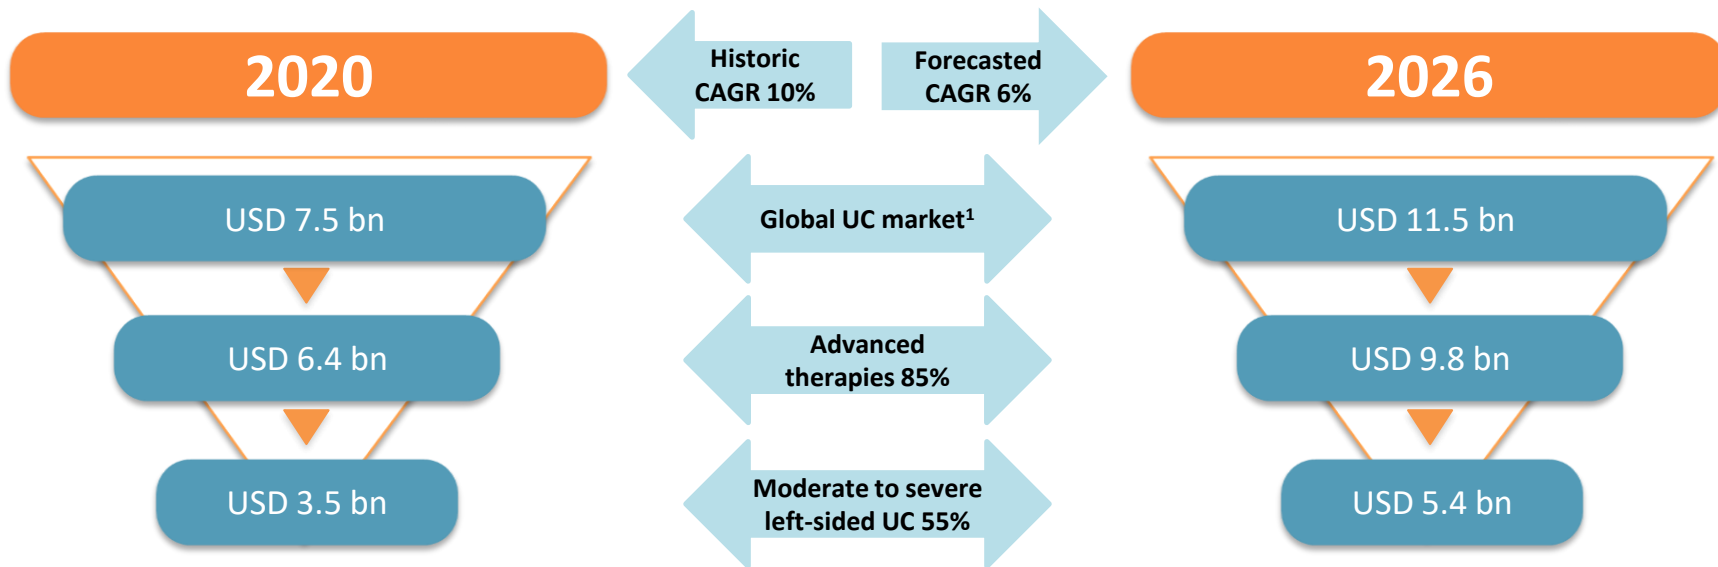 2020
Historic
CAGR 10%
Forecasted
CAGR 6%
2026
USD 7.5 bn
Global UC market¹
USD 11.5 bn
USD 6.4 bn
Advanced
therapies 85%
USD 9.8 bn
USD 3.5 bn
Moderate to severe
left-sided UC 55%
USD 5.4 bn